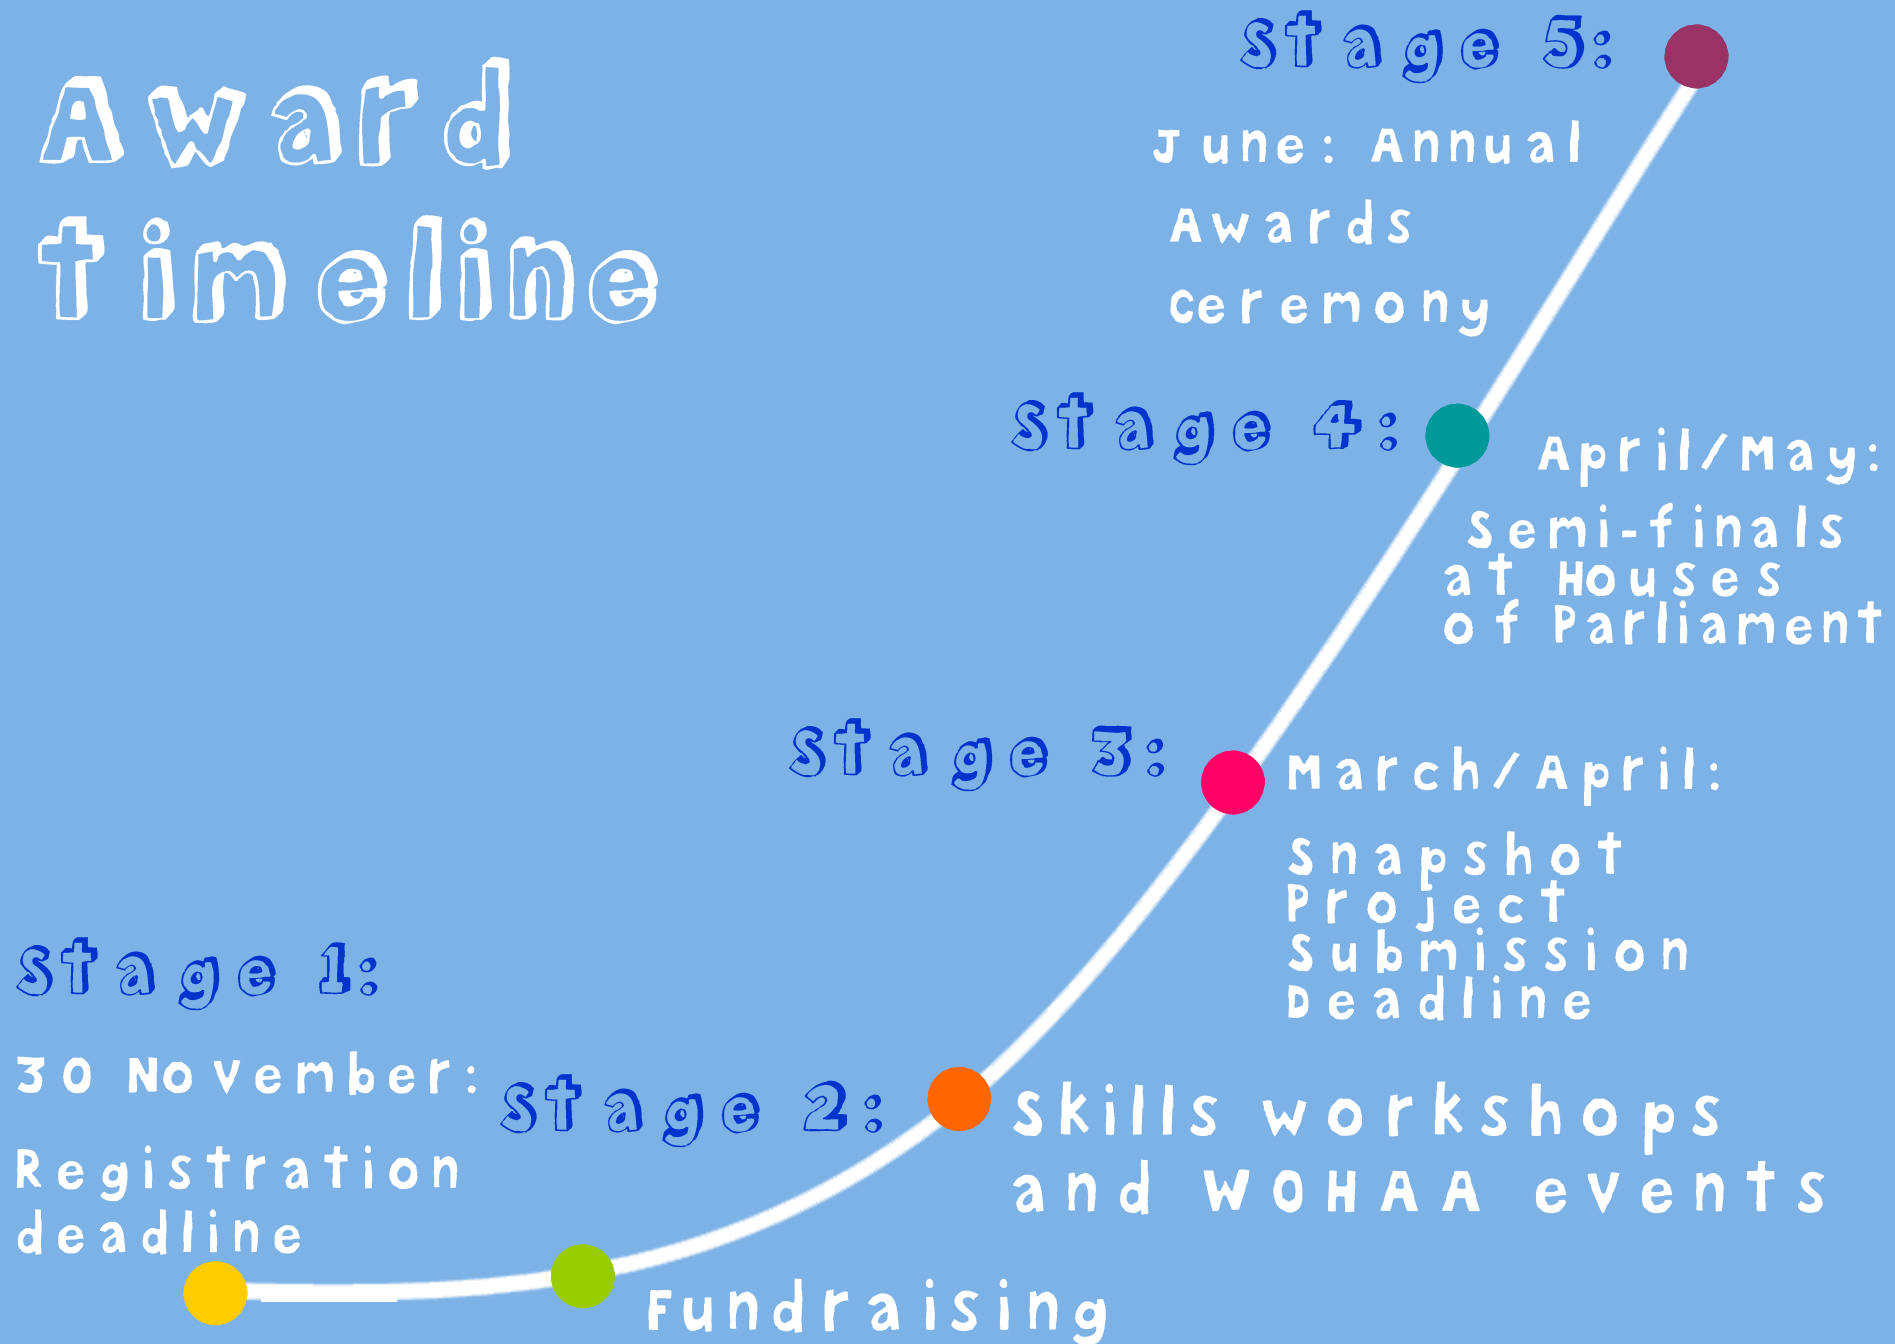 Award
timeline
Stage 1:
30 November:
Registration
deadline
Fundraising
Stage 2:
Skills workshops
and WOHAA events
Stage 3:
March/April:
Snapshot
Project
Submission
Deadline
Stage 4:
April/May:
Semi-finals
at Houses
of Parliament
Stage 5:
June: Annual
Awards
ceremony